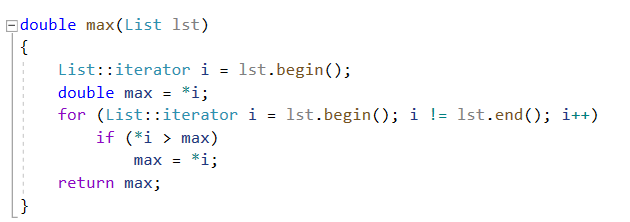 double max(List lst)
{
    List::iterator i = lst.begin();
    double max = *i;
    for (List::iterator i = lst.begin(); i != lst.end(); i++)
        if (*i > max)
            max = *i;
    return max;
}